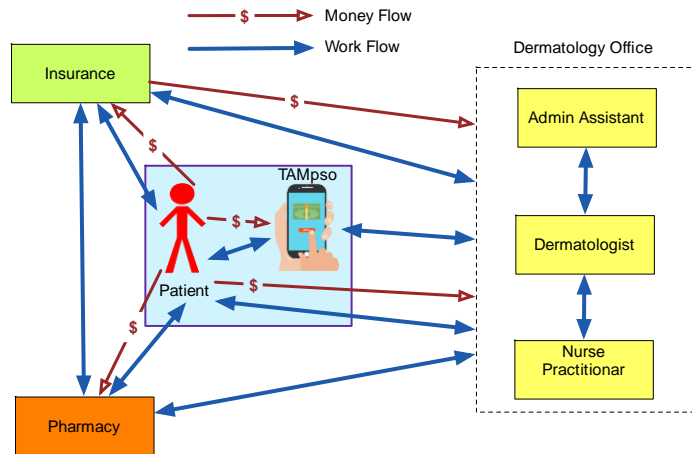 $ Money Flow
Work Flow
Dermatology Office
Insurance
$
Admin Assistant
$
TAMpso
$
Dermatologist
Patient
$
$
Nurse
Practitionar
Pharmacy